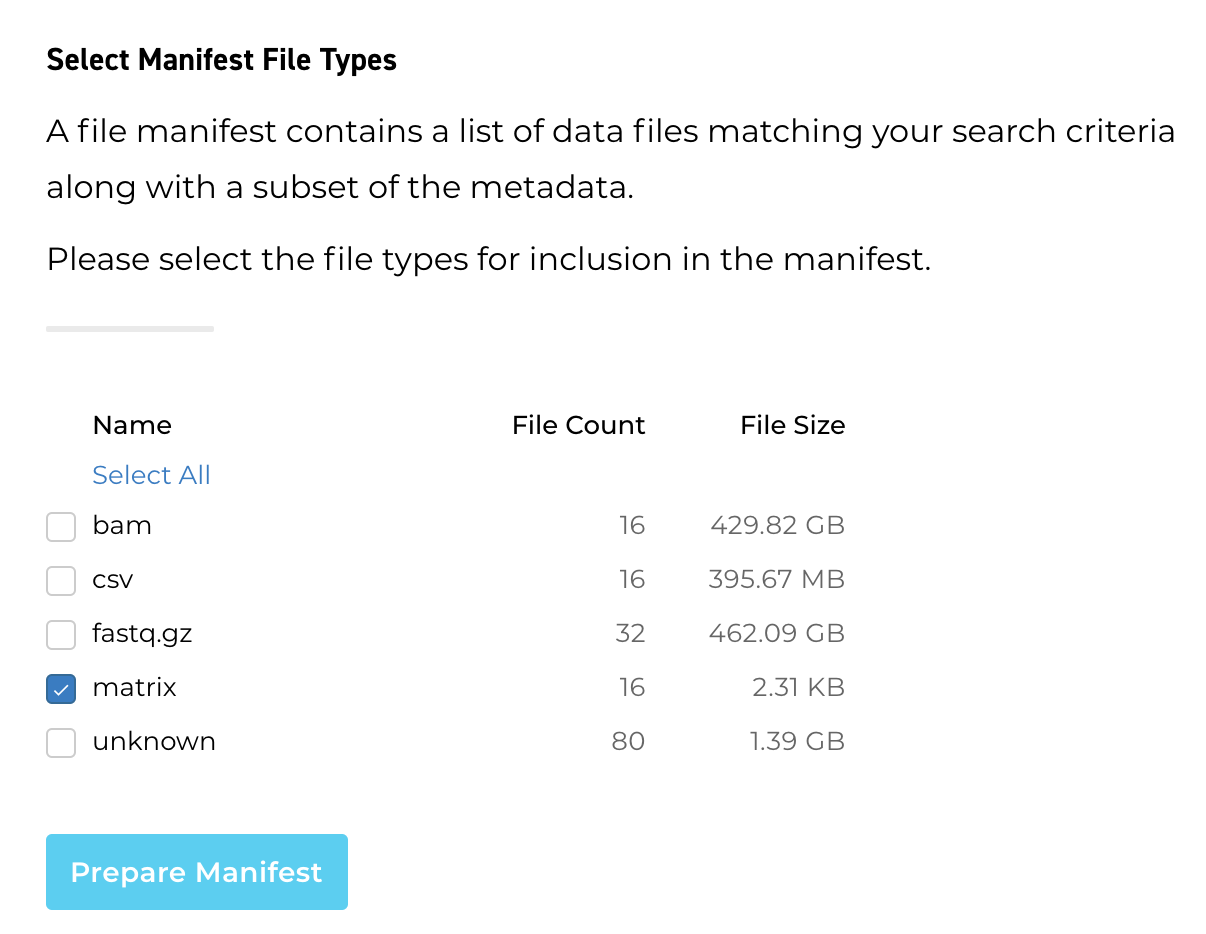 Select Manifest File Types
A file manifest contains a list of data files matching your search criteria
along with a subset of the metadata.
Please select the file types for inclusion in the manifest.
Name File Count File Size
Select All
bam 16 429.82 GB
csv 16 395.67 MB
fastq.gz 32 462.09 GB
matrix 16 2.31 KB
unknown 80 1.39 GB
Prepare Manifest